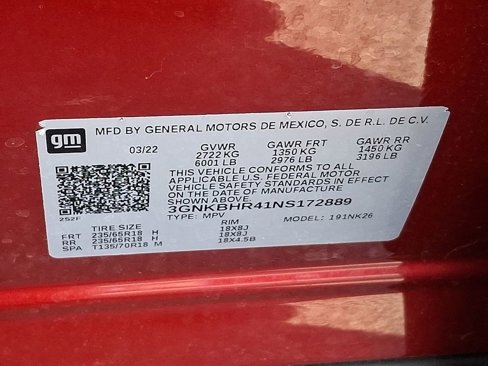 gm MFD BY GENERAL MOTORS DE MEXICO, S. DE R.L. DE C.V.
03/22 GVWR GAWR FRT GAWR RR
2722 KG 1350 KG 1450 KG
6001 LB 2976 LB 3196 LB
THIS VEHICLE CONFORMS TO ALL
APPLICABLE U.S. FEDERAL MOTOR
VEHICLE SAFETY STANDARDS IN EFFECT
ON THE DATE OF MANUFACTURE
SHOWN ABOVE.
3GNKBHR41NS172889
252F TYPE: MPV MODEL: 191NK26
TIRE SIZE RIM
FRT 235/65R18 H 18X8J
RR 235/65R18 H 18X8J
SPA T135/70R18 M 18X4.5B